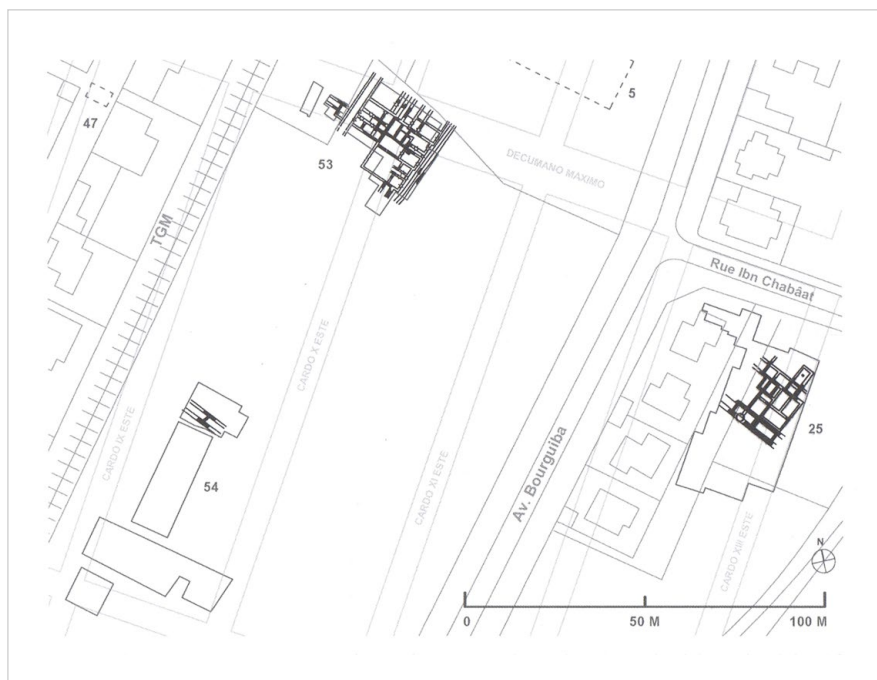 5
47
53
DECUMANO MAXIMO
TGM
Rue Ibn Chabâat
CARDO X ESTE
25
CARDO IX ESTE
Av. Bourguiba
CARDO XI ESTE
54
CARDO XII ESTE
N
0 50 M 100 M